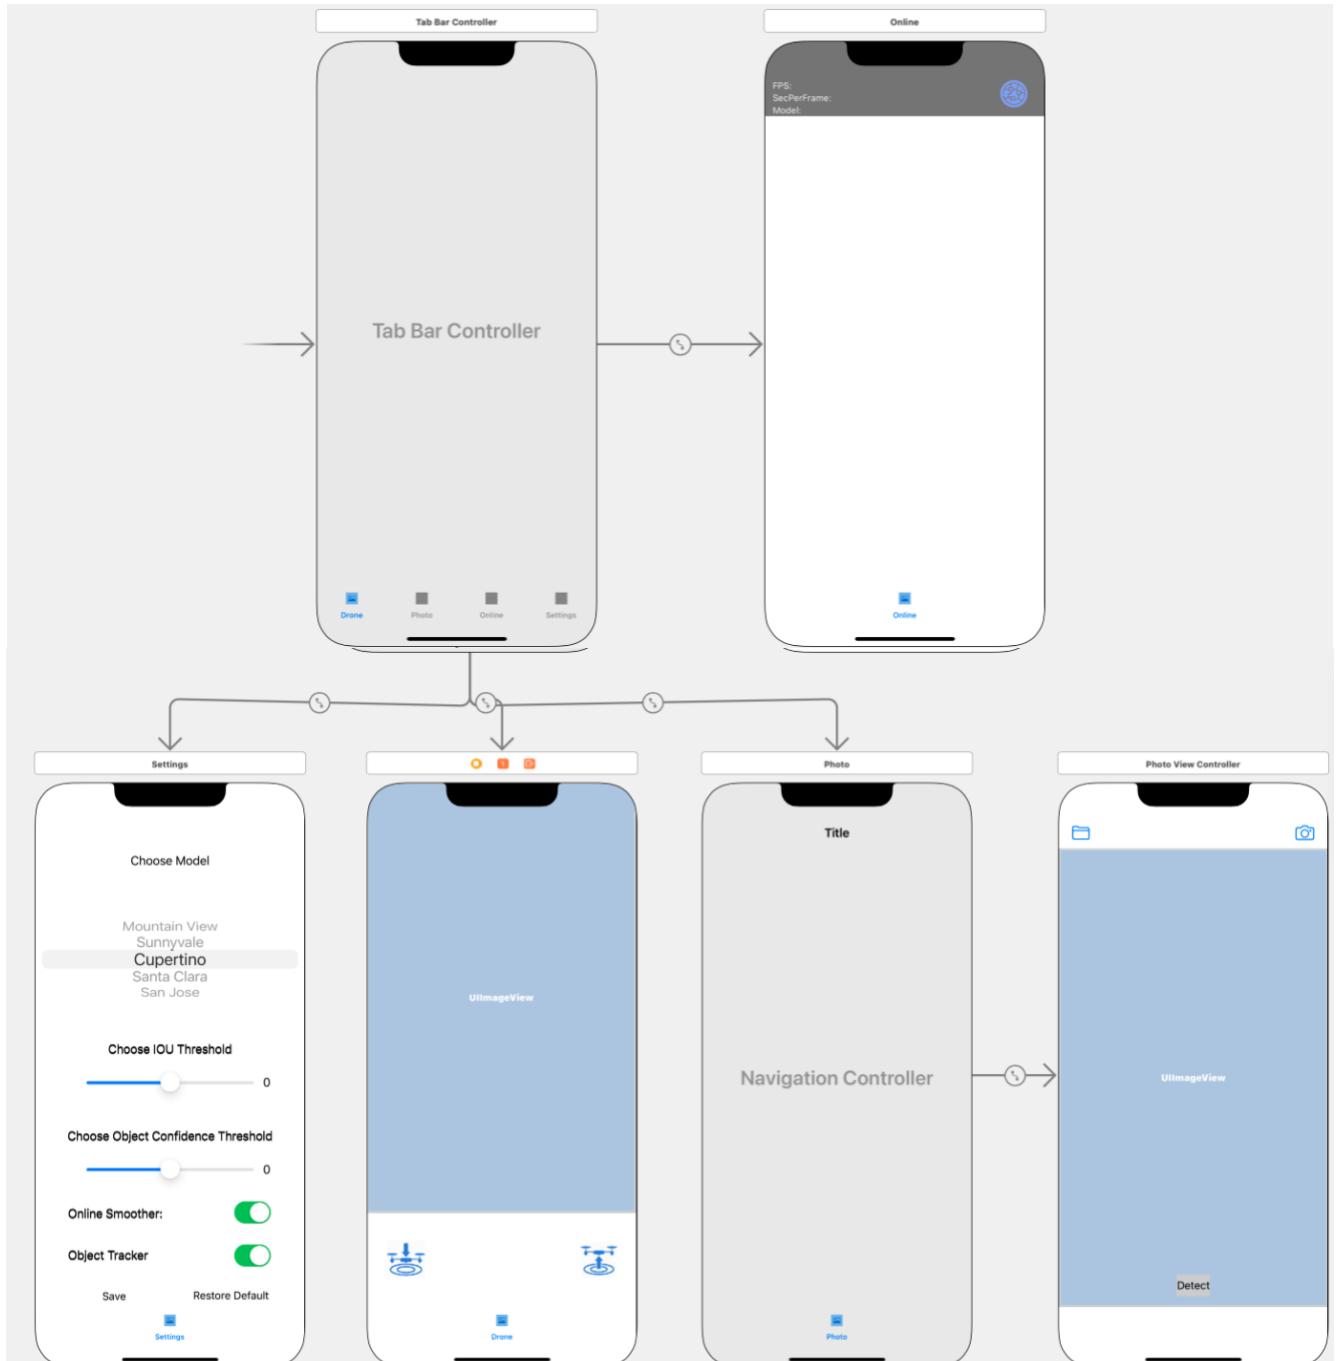 Tab Bar Controller
Online
FPS:
SecPerFrame:
Model:
Tab Bar Controller
Drone
Photo
Online
Settings
Online
Settings
Photo
Photo View Controller
Choose Model
Mountain View
Sunnyvale
Cupertino
Santa Clara
San Jose
Choose IOU Threshold
0
Choose Object Confidence Threshold
0
Online Smoother:
Object Tracker
Save
Restore Default
Settings
UIImageView
Drone
Title
Navigation Controller
Photo
UIImageView
Detect